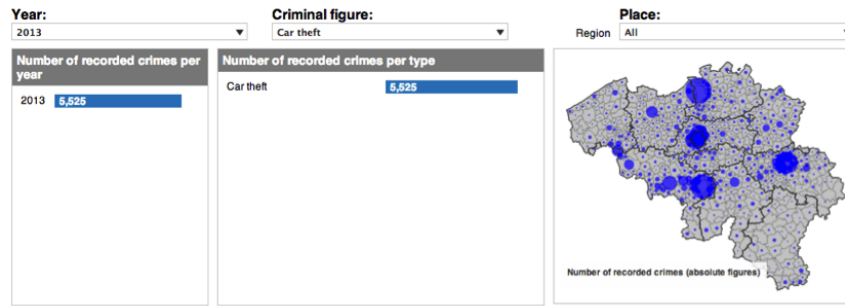 Year:
2013
Criminal figure:
Car theft
Place:
Region All
Number of recorded crimes per
year
2013 5,525
Number of recorded crimes per type
Car theft 5,525
Number of recorded crimes (absolute figures)